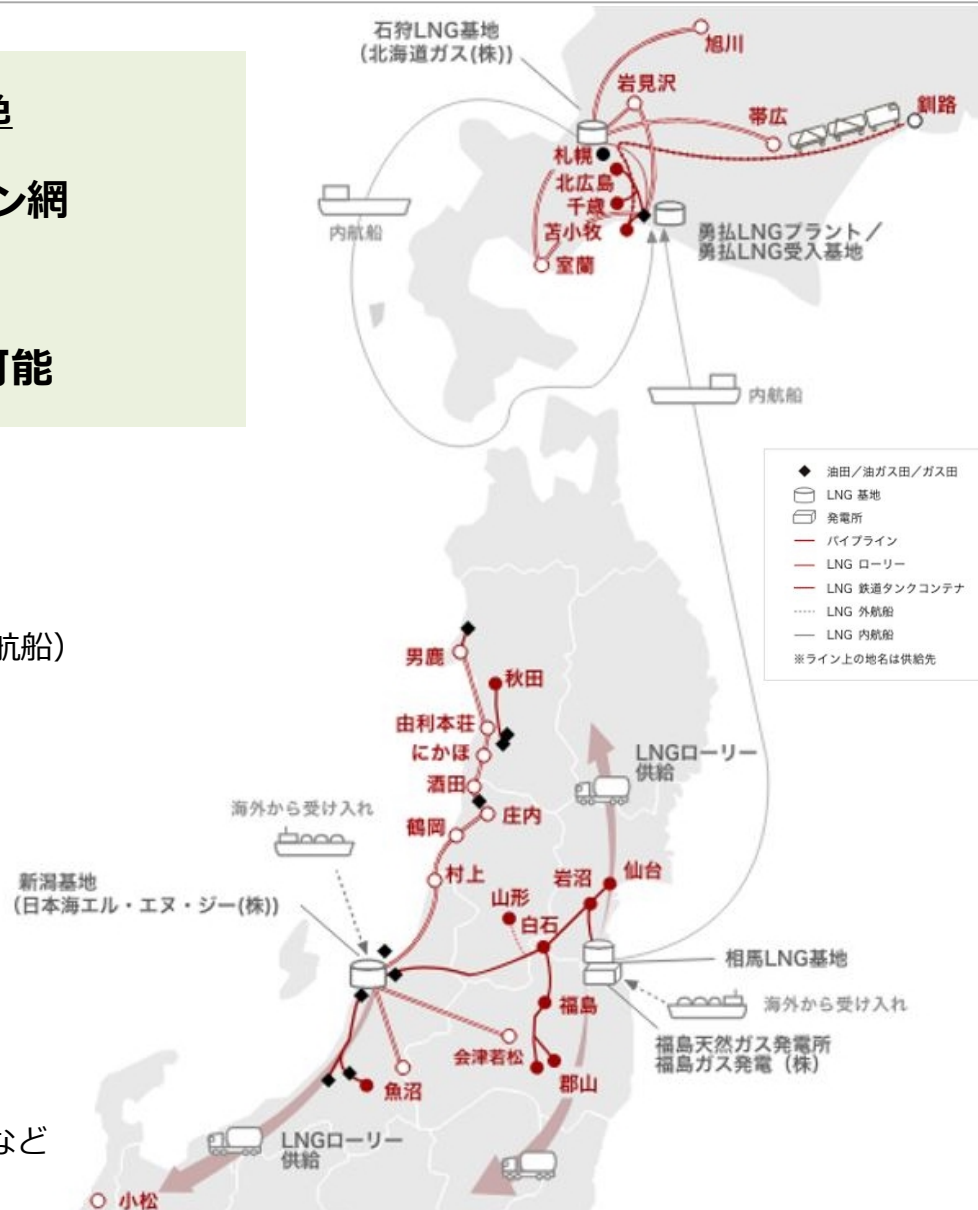 色
ン網
可能
航船）
など
石狩LNG基地
（北海道ガス(株)）
旭川
岩見沢
帯広
釧路
札幌
北広島
千歳
苫小牧
室蘭
内航船
勇払LNGプラント／
勇払LNG受入基地
内航船
◆ 油田／油ガス田／ガス田
LNG 基地
発電所
パイプライン
LNG ローリー
LNG 鉄道タンクコンテナ
LNG 外航船
LNG 内航船
※ライン上の地名は供給先
男鹿
秋田
由利本荘
にかほ
酒田
庄内
鶴岡
村上
LNGローリー
供給
海外から受け入れ
新潟基地
（日本海エル・エヌ・ジー(株)）
山形
岩沼
仙台
白石
相馬LNG基地
海外から受け入れ
福島
福島天然ガス発電所
福島ガス発電（株）
会津若松
郡山
魚沼
LNGローリー
供給
小松